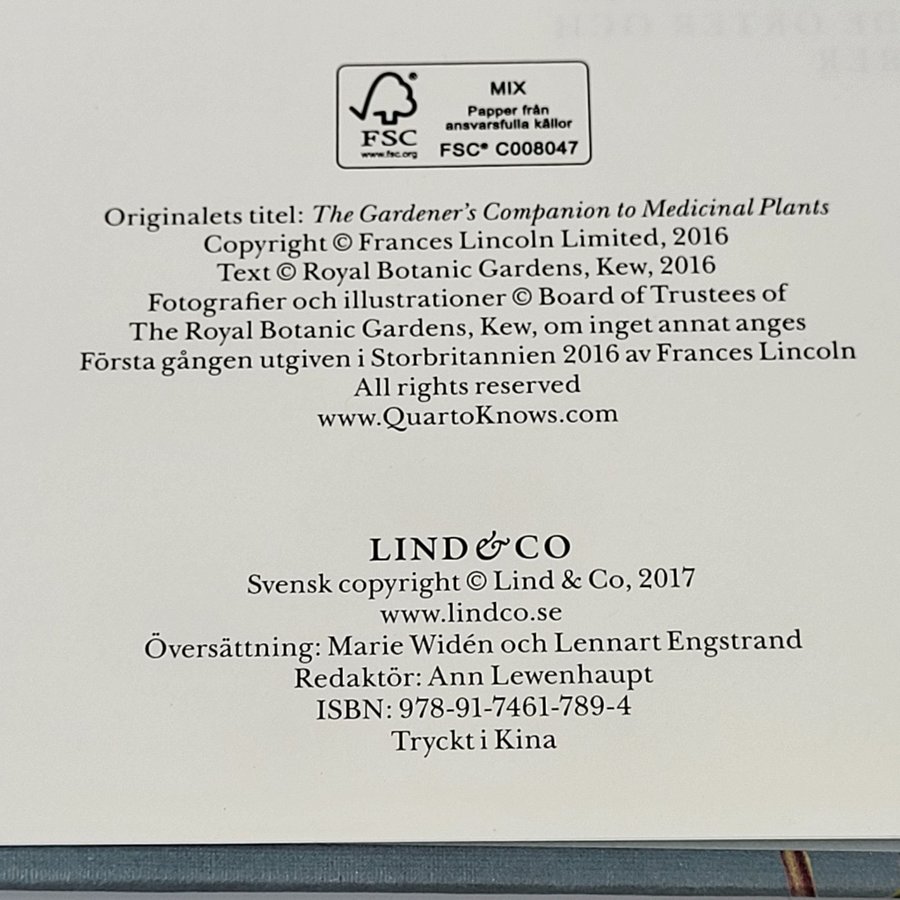 MIX
Papper från
ansvarsfulla källor
FSC® C008047
FSC
www.fsc.org
Originalets titel: The Gardener's Companion to Medicinal Plants
Copyright © Frances Lincoln Limited, 2016
Text © Royal Botanic Gardens, Kew, 2016
Fotografier och illustrationer © Board of Trustees of
The Royal Botanic Gardens, Kew, om inget annat anges
Första gången utgiven i Storbritannien 2016 av Frances Lincoln
All rights reserved
www.QuartoKnows.com
LIND & CO
Svensk copyright © Lind & Co, 2017
www.lindco.se
Översättning: Marie Widén och Lennart Engstrand
Redaktör: Ann Lewenhaupt
ISBN: 978-91-7461-789-4
Tryckt i Kina